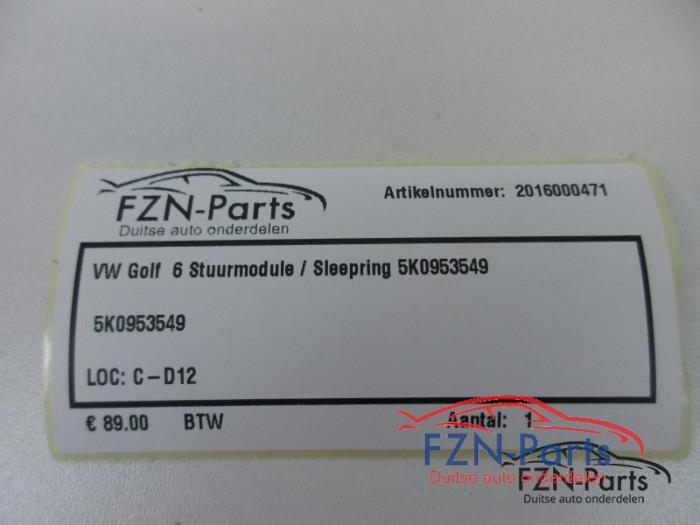 FZN-Parts
Duitse auto onderdelen
Artikelnummer: 2016000471
VW Golf 6 Stuurmodule / Sleepring 5K0953549
5K0953549
LOC: C-D12
€ 89.00 BTW Aantal: 1
FZN-Parts
Duitse auto onderdelen
FZN-Parts
Duitse auto onderdelen